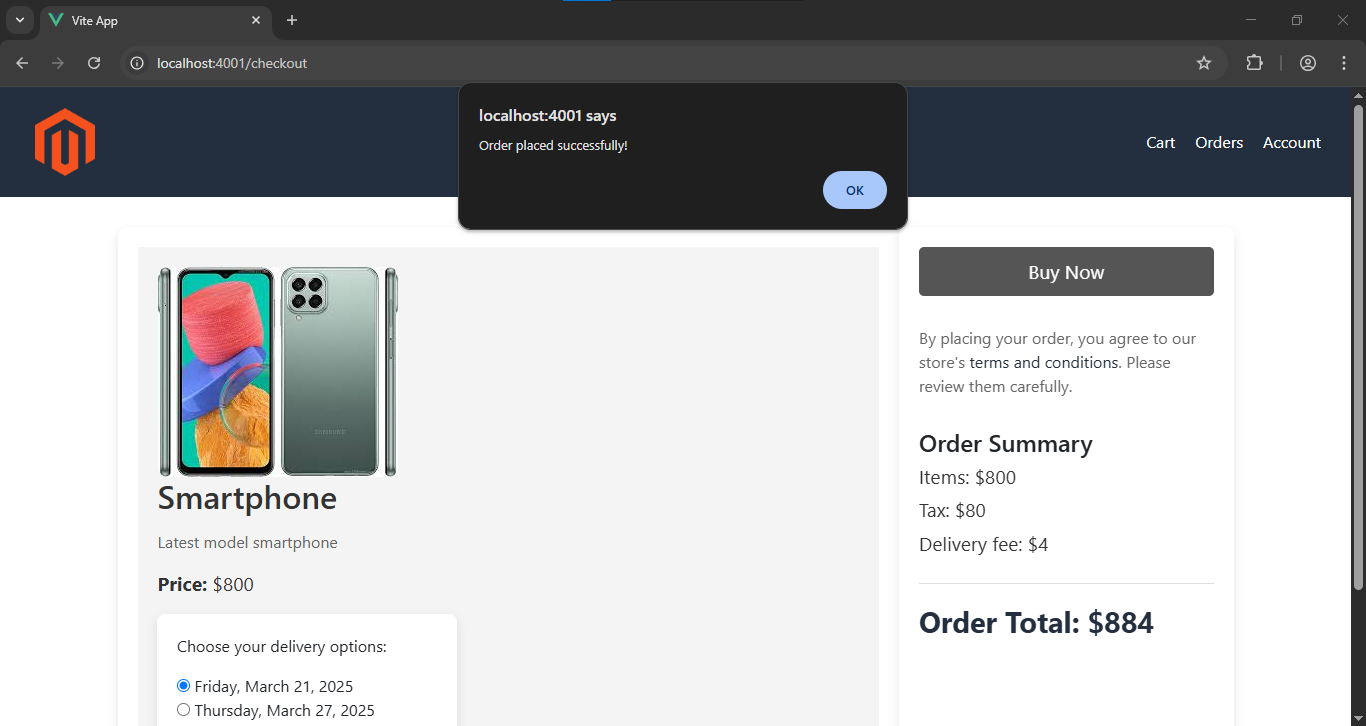 Vite App
localhost:4001/checkout
localhost:4001 says
Order placed successfully!
OK
Cart Orders Account
SAMSUNG
Smartphone
Latest model smartphone
Price: $800
Choose your delivery options:
Friday, March 21, 2025
Thursday, March 27, 2025
Buy Now
By placing your order, you agree to our
store's terms and conditions. Please
review them carefully.
Order Summary
Items: $800
Tax: $80
Delivery fee: $4
Order Total: $884